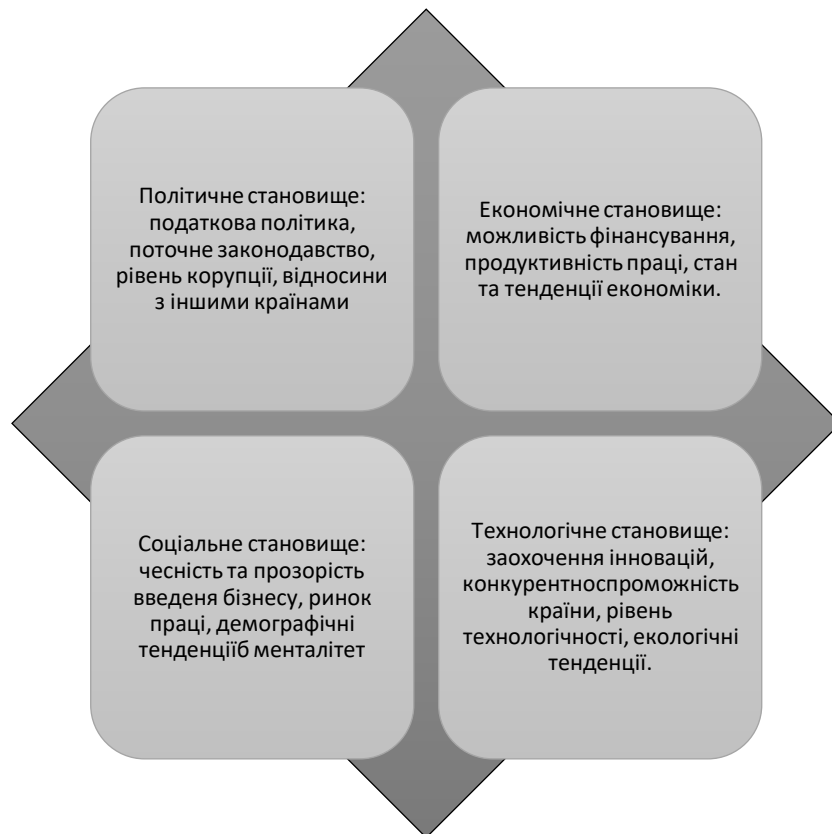 Політичне становище:
податкова політика,
поточне законодавство,
рівень корупції, відносини
з іншими країнами
Економічне становище:
можливість фінансування,
продуктивність праці, стан
та тенденції економіки.
Соціальне становище:
чесність та прозорість
введеня бізнесу, ринок
праці, демографічні
тенденціїб менталітет
Технологічне становище:
заохочення інновацій,
конкурентноспроможність
країни, рівень
технологічності, екологічні
тенденції.